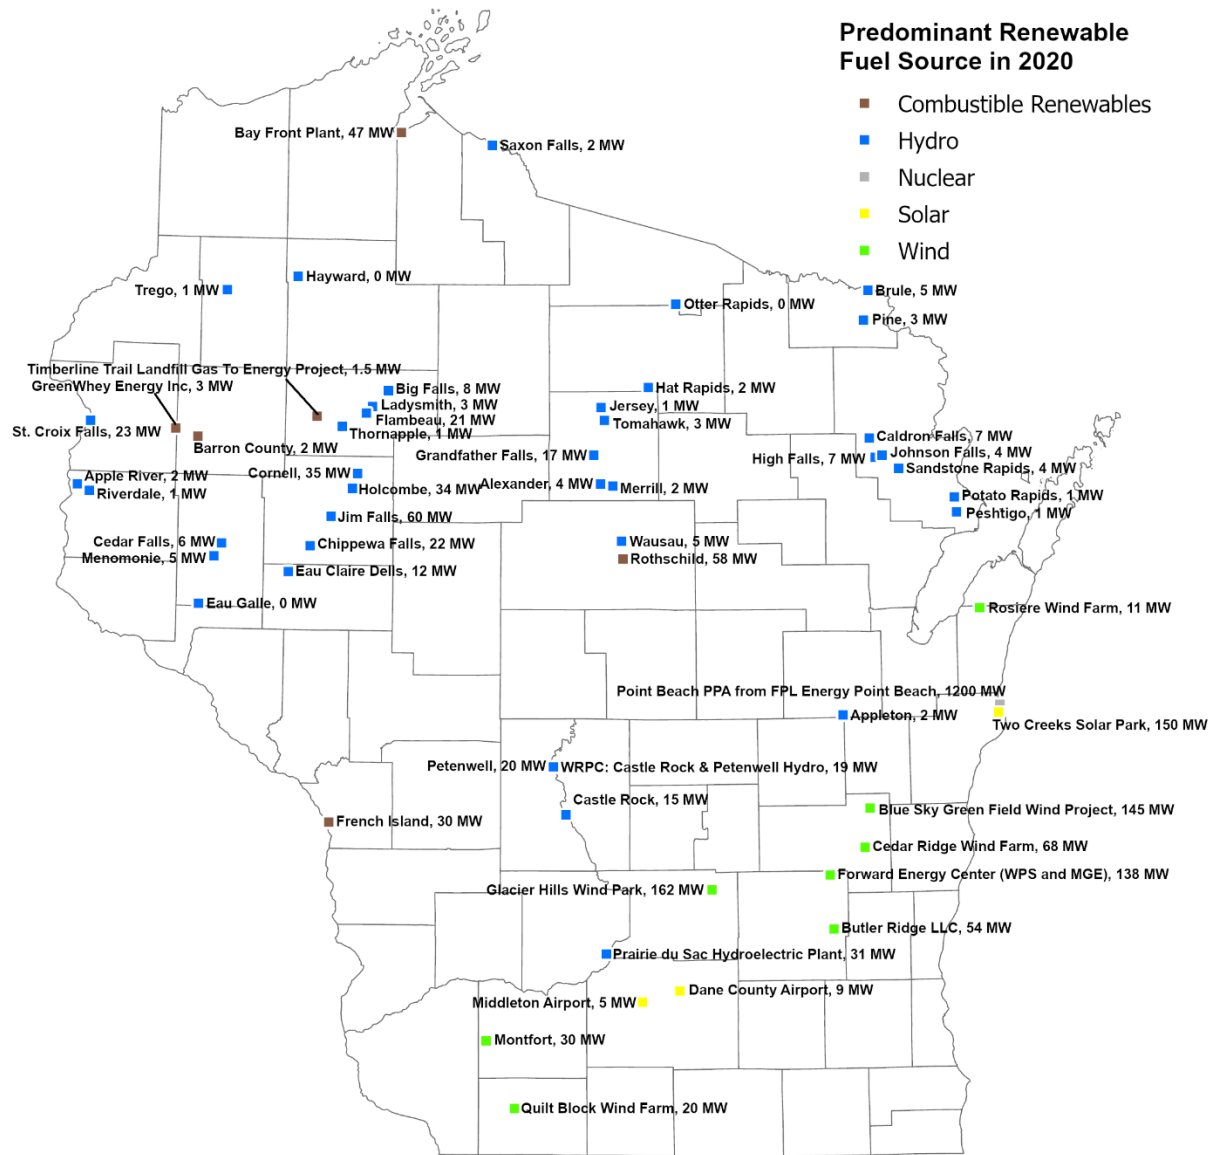 Predominant Renewable
Fuel Source in 2020
Combustible Renewables
Hydro
Nuclear
Solar
Wind
Bay Front Plant, 47 MW
Saxon Falls, 2 MW
Hayward, 0 MW
Trego, 1 MW
Otter Rapids, 0 MW
Brule, 5 MW
Pine, 3 MW
Timberline Trail Landfill Gas To Energy Project, 1.5 MW
GreenWhey Energy Inc, 3 MW
Big Falls, 8 MW
Hat Rapids, 2 MW
Ladysmith, 3 MW
Jersey, 1 MW
Flambeau, 21 MW
Tomahawk, 3 MW
St. Croix Falls, 23 MW
Thornapple, 1 MW
Caldron Falls, 7 MW
Barron County, 2 MW
Grandfather Falls, 17 MW
High Falls, 7 MW
Johnson Falls, 4 MW
Sandstone Rapids, 4 MW
Apple River, 2 MW
Cornell, 35 MW
Riverdale, 1 MW
Holcombe, 34 MW
Alexander, 4 MW
Merrill, 2 MW
Potato Rapids, 1 MW
Peshtigo, 1 MW
Jim Falls, 60 MW
Cedar Falls, 6 MW
Chippewa Falls, 22 MW
Wausau, 5 MW
Menomonie, 5 MW
Rothschild, 58 MW
Eau Claire Dells, 12 MW
Eau Galle, 0 MW
Rosiere Wind Farm, 11 MW
Point Beach PPA from FPL Energy Point Beach, 1200 MW
Appleton, 2 MW
Two Creeks Solar Park, 150 MW
Petenwell, 20 MW
WRPC: Castle Rock & Petenwell Hydro, 19 MW
Castle Rock, 15 MW
Blue Sky Green Field Wind Project, 145 MW
French Island, 30 MW
Cedar Ridge Wind Farm, 68 MW
Forward Energy Center (WPS and MGE), 138 MW
Glacier Hills Wind Park, 162 MW
Butler Ridge LLC, 54 MW
Prairie du Sac Hydroelectric Plant, 31 MW
Dane County Airport, 9 MW
Middleton Airport, 5 MW
Montfort, 30 MW
Quilt Block Wind Farm, 20 MW